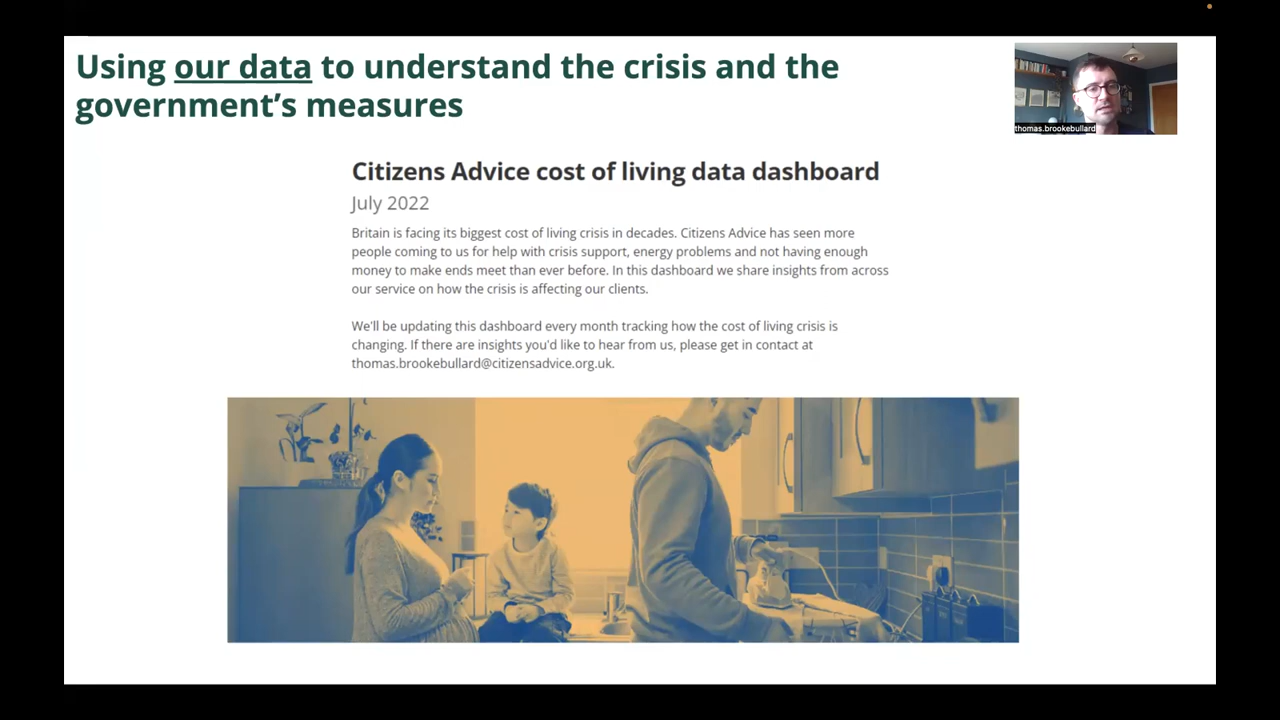 Using our data to understand the crisis and the
government’s measures
thomas.brookebullard
Citizens Advice cost of living data dashboard
July 2022
Britain is facing its biggest cost of living crisis in decades. Citizens Advice has seen more
people coming to us for help with crisis support, energy problems and not having enough
money to make ends meet than ever before. In this dashboard we share insights from across
our service on how the crisis is affecting our clients.
We'll be updating this dashboard every month tracking how the cost of living crisis is
changing. If there are insights you'd like to hear from us, please get in contact at
thomas.brookebullard@citizensadvice.org.uk.